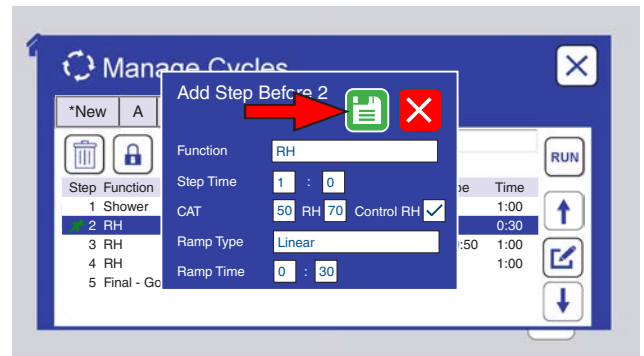 Manage Cycles
Add Step Before 2
*New A
Function RH
RUN
Step Time 1 : 0
Step Function Time
CAT 50 RH 70 Control RH
1 Shower 1:00
2 RH 0:30
Ramp Type Linear
3 RH :50 1:00
4 RH 1:00
Ramp Time 0 : 30
5 Final - Go